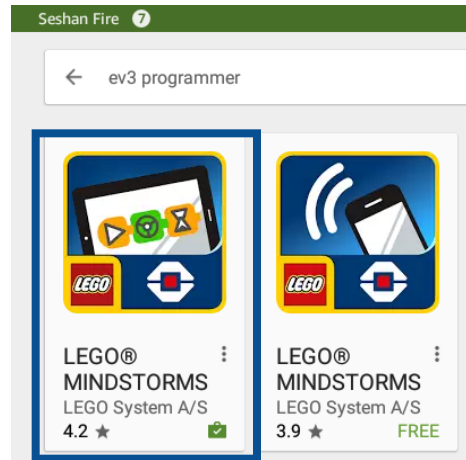 Seshan Fire 7
ev3 programmer
LEGO
LEGO
LEGO®
MINDSTORMS
LEGO System A/S
4.2
LEGO®
MINDSTORMS
LEGO System A/S
3.9 FREE